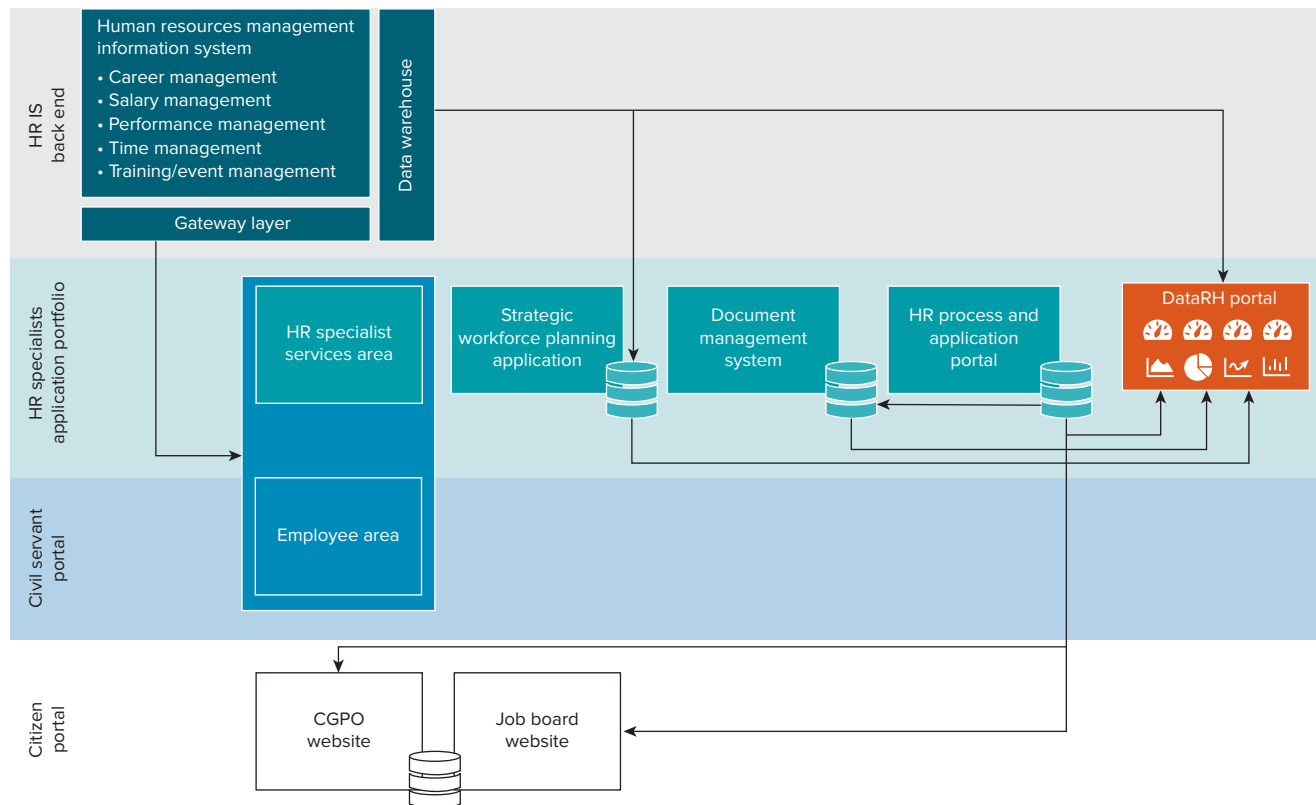 HR IS
back end
Human resources management
information system
• Career management
• Salary management
• Performance management
• Time management
• Training/event management
Data warehouse
Gateway layer
HR specialists
application portfolio
HR specialist
services area
Strategic
workforce planning
application
Document
management
system
HR process and
application
portal
DataRH portal
Civil servant
portal
Employee area
Citizen
portal
CGPO
website
Job board
website